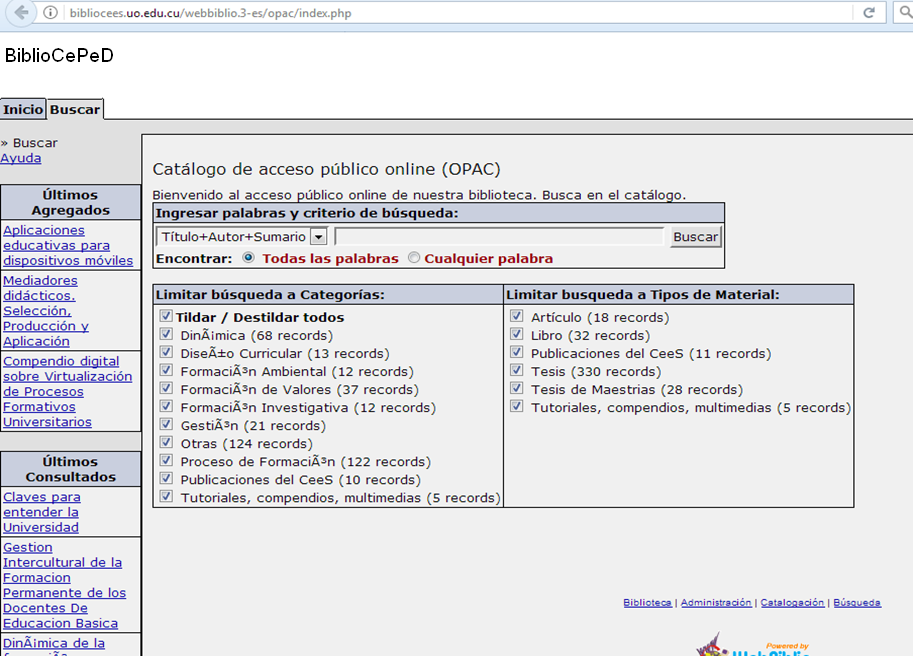 bibliocees.uo.edu.cu/webbiblio.3-es/opac/index.php
BiblioCePeD
Inicio Buscar
» Buscar
Ayuda
Últimos
Agregados
Aplicaciones
educativas para
dispositivos móviles
Mediadores
didácticos.
Selección,
Producción y
Aplicación
Compendio digital
sobre Virtualización
de Procesos
Formativos
Universitarios
Últimos
Consultados
Claves para
entender la
Universidad
Gestion
Intercultural de la
Formacion
Permanente de los
Docentes De
Educacion Basica
DinÃ¡mica de la
Catálogo de acceso público online (OPAC)
Bienvenido al acceso público online de nuestra biblioteca. Busca en el catálogo.
Ingresar palabras y criterio de búsqueda:
Título+Autor+Sumario Buscar
Encontrar: Todas las palabras Cualquier palabra
Limitar búsqueda a Categorías:
Tildar / Destildar todos
DinÃ¡mica (68 records)
DiseÃ±o Curricular (13 records)
FormaciÃ³n Ambiental (12 records)
FormaciÃ³n de Valores (37 records)
FormaciÃ³n Investigativa (12 records)
GestiÃ³n (21 records)
Otras (124 records)
Proceso de FormaciÃ³n (122 records)
Publicaciones del CeeS (10 records)
Tutoriales, compendios, multimedias (5 records)
Limitar busqueda a Tipos de Material:
Artículo (18 records)
Libro (32 records)
Publicaciones del CeeS (11 records)
Tesis (330 records)
Tesis de Maestrias (28 records)
Tutoriales, compendios, multimedias (5 records)
Biblioteca | Administración | Catalogación | Búsqueda
Powered by
WebBiblio